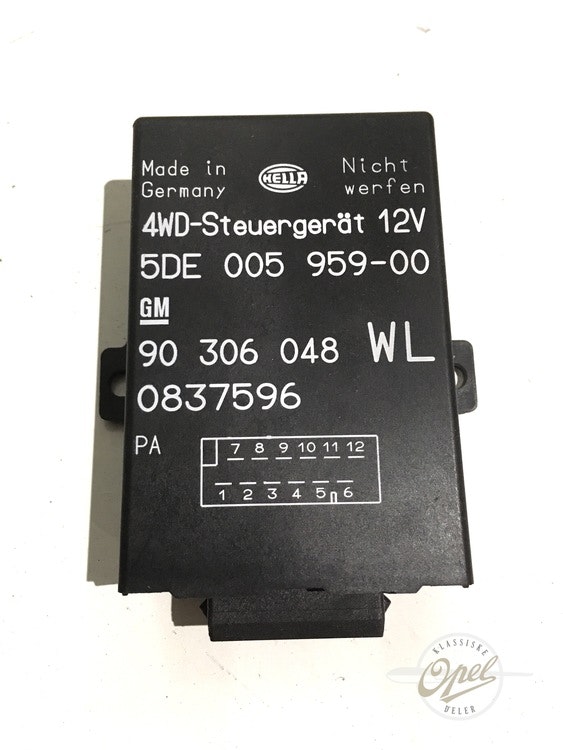 Made in Germany
HELLA
Nicht werfen
4WD-Steuergerät 12V
5DE 005 959-00
GM
90 306 048 WL
0837596
PA
7 8 9 10 11 12
1 2 3 4 5 6
KLASSISKE
Opel
DELER